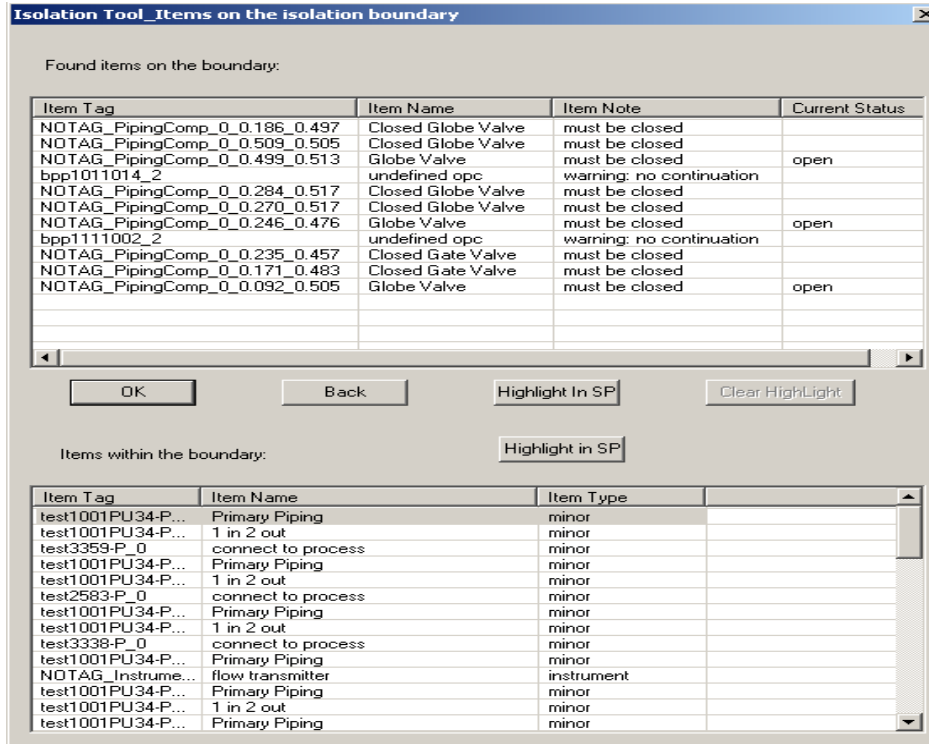 Isolation Tool_Items on the isolation boundary
Found items on the boundary:
Item Tag Item Name Item Note Current Status
NOTAG_PipingComp_0_0.186_0.497 Closed Globe Valve must be closed
NOTAG_PipingComp_0_0.509_0.505 Closed Globe Valve must be closed
NOTAG_PipingComp_0_0.499_0.513 Globe Valve must be closed open
bpp1011014_2 undefined opc warning: no continuation
NOTAG_PipingComp_0_0.284_0.517 Closed Globe Valve must be closed
NOTAG_PipingComp_0_0.270_0.517 Closed Globe Valve must be closed
NOTAG_PipingComp_0_0.246_0.476 Globe Valve must be closed open
bpp1111002_2 undefined opc warning: no continuation
NOTAG_PipingComp_0_0.235_0.457 Closed Gate Valve must be closed
NOTAG_PipingComp_0_0.171_0.483 Closed Gate Valve must be closed
NOTAG_PipingComp_0_0.092_0.505 Globe Valve must be closed open
OK Back Highlight In SP Clear HighLight
Items within the boundary: Highlight in SP
Item Tag Item Name Item Type
test1001PU34-P... Primary Piping minor
test1001PU34-P... 1 in 2 out minor
test3359-P_0 connect to process minor
test1001PU34-P... Primary Piping minor
test1001PU34-P... 1 in 2 out minor
test2583-P_0 connect to process minor
test1001PU34-P... Primary Piping minor
test1001PU34-P... 1 in 2 out minor
test3338-P_0 connect to process minor
test1001PU34-P... Primary Piping minor
NOTAG_Instrume... flow transmitter instrument
test1001PU34-P... Primary Piping minor
test1001PU34-P... 1 in 2 out minor
test1001PU34-P... Primary Piping minor